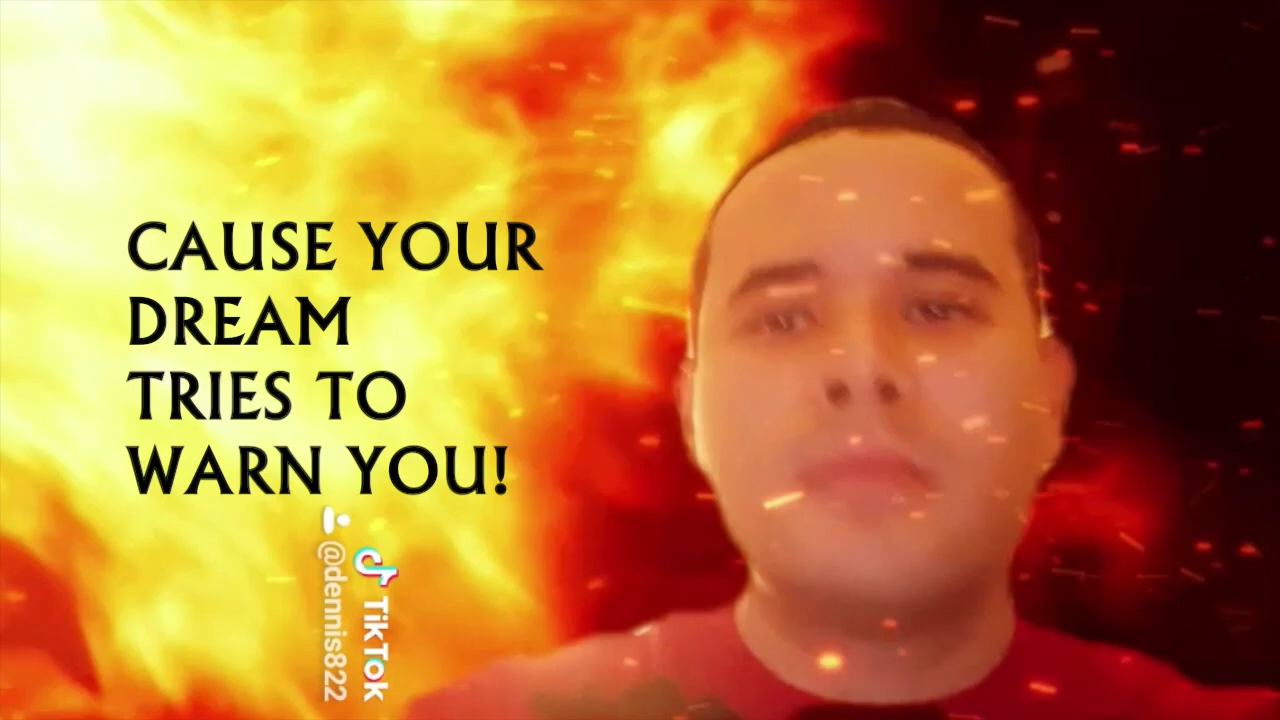 CAUSE YOUR
DREAM
TRIES TO
WARN YOU!
TikTok
@dennis822